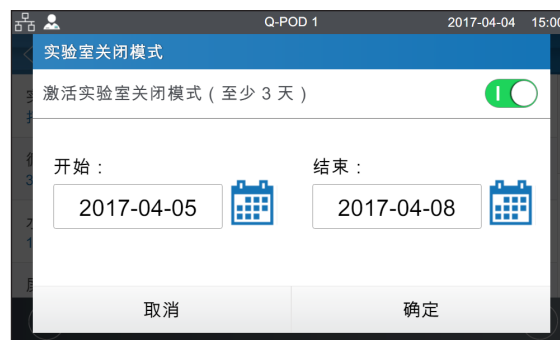 Q-POD 1 2017-04-04 15:00
实验室关闭模式
激活实验室关闭模式 ( 至少 3 天 )
开始 : 结束 :
2017-04-05 2017-04-08
取消 确定